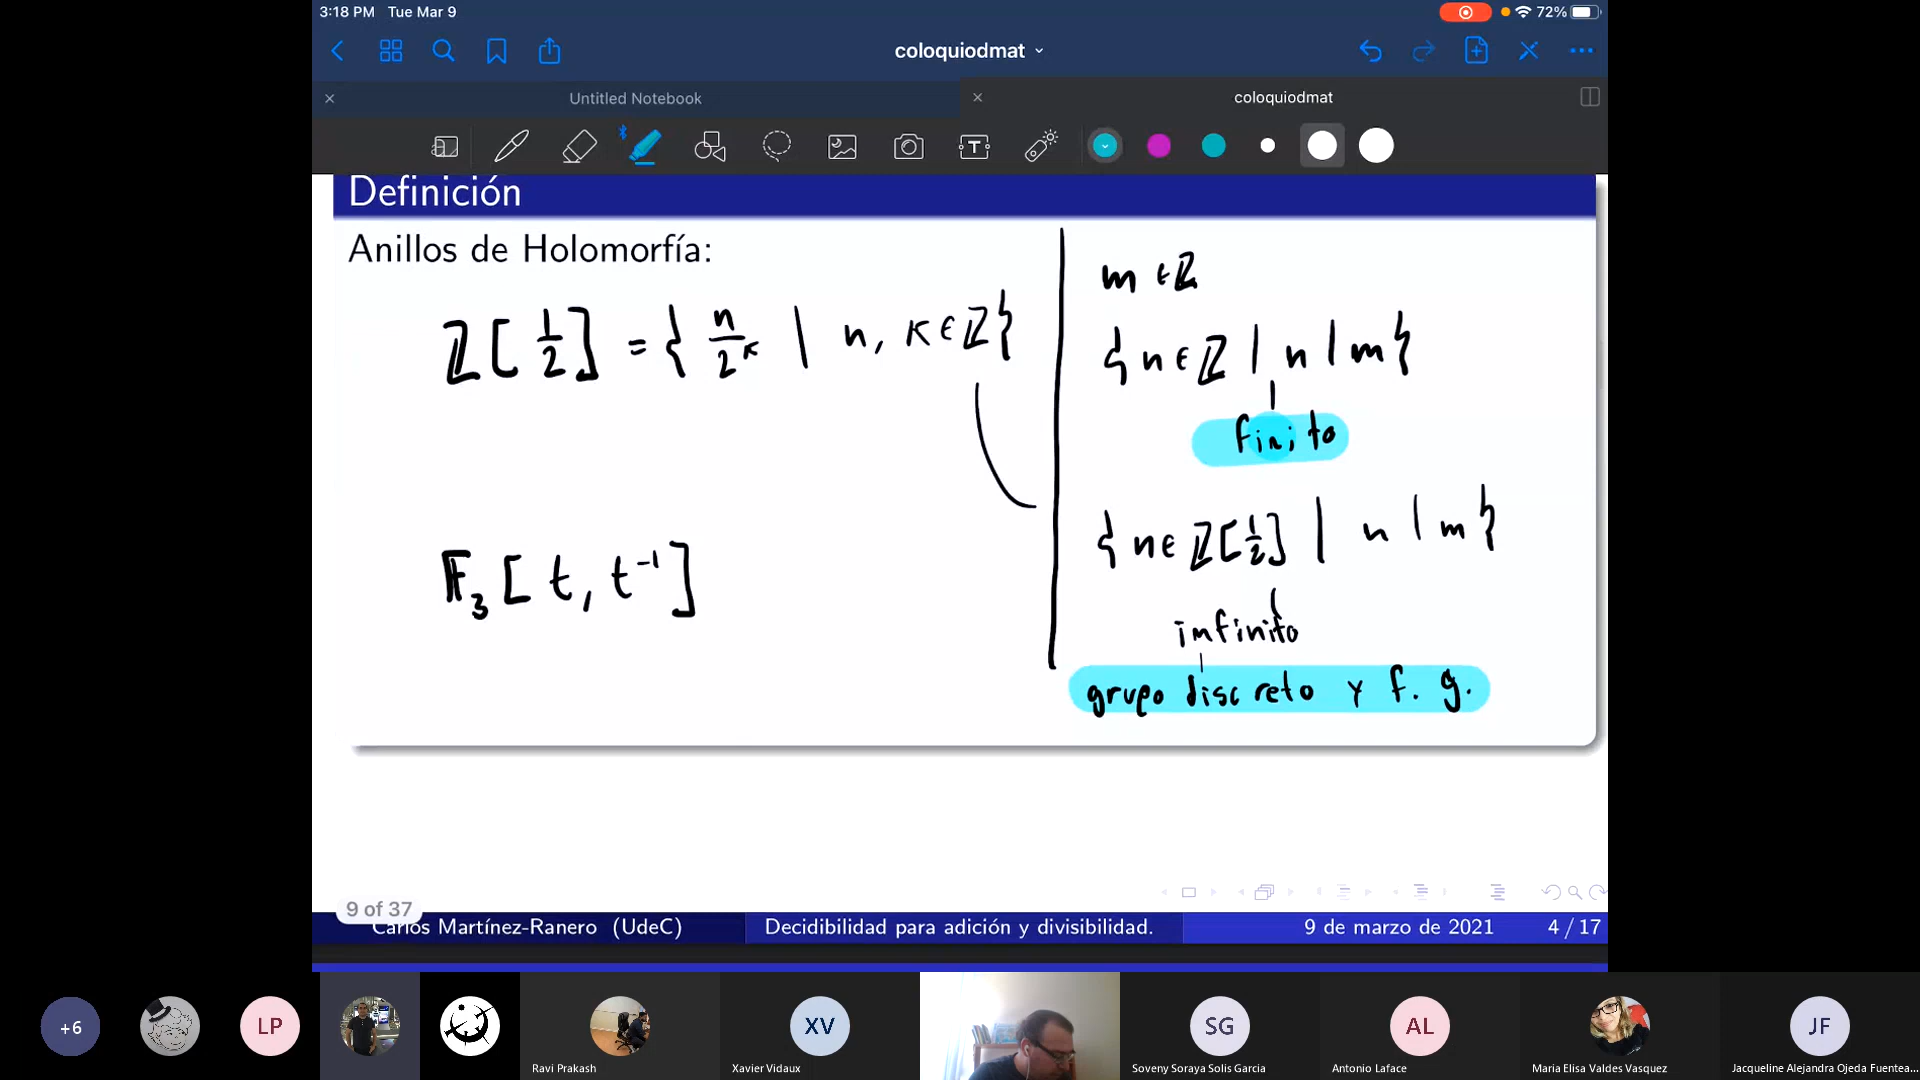 3:18 PM Tue Mar 9 72%
coloquiodmat
Untitled Notebook coloquiodmat
Definición
Anillos de Holomorfía:
ℤ[1/2] = { n/2^κ | n, κ ∈ ℤ }
𝔽₃[t, t⁻¹]
m ∈ ℤ
{ n ∈ ℤ | n | m }
finito
{ n ∈ ℤ[1/2] | n | m }
infinito
grupo discreto y f. g.
9 of 37
Carlos Martínez-Ranero (UdeC) Decidibilidad para adición y divisibilidad. 9 de marzo de 2021 4 / 17
+6 LP XV SG AL JF
Ravi Prakash Xavier Vidaux Soveny Soraya Solis Garcia Antonio Laface Maria Elisa Valdes Vasquez Jacqueline Alejandra Ojeda Fuentea...